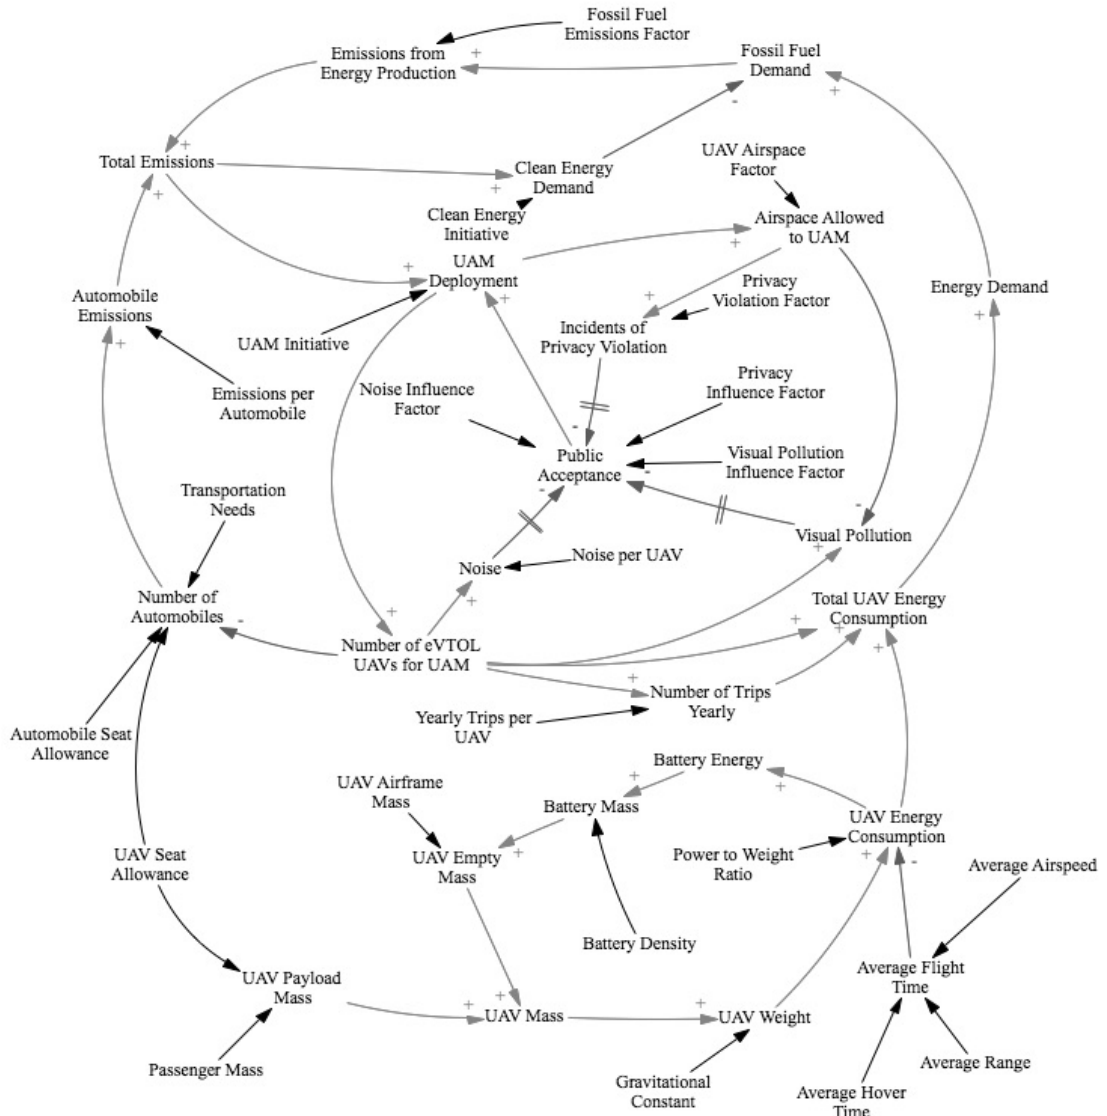 Fossil Fuel
Emissions Factor
Emissions from
Energy Production
+
Fossil Fuel
Demand
+
-
+
Total Emissions
+
Clean Energy
Demand
+
UAV Airspace
Factor
Clean Energy
Initiative
Airspace Allowed
to UAM
+
UAM
Deployment
+
+
Privacy
Violation Factor
+
Energy Demand
+
Automobile
Emissions
+
UAM Initiative
Incidents of
Privacy Violation
Emissions per
Automobile
Noise Influence
Factor
Privacy
Influence Factor
-
Public
Acceptance
-
-
Visual Pollution
Influence Factor
Transportation
Needs
-
Visual Pollution
+
Noise
+
Noise per UAV
Number of
Automobiles
-
+
Number of eVTOL
UAVs for UAM
Total UAV Energy
Consumption
+
+
+
+
Number of Trips
Yearly
Yearly Trips per
UAV
Automobile Seat
Allowance
Battery Energy
+
+
UAV Airframe
Mass
Battery Mass
+
UAV Energy
Consumption
+
-
UAV Seat
Allowance
UAV Empty
Mass
Power to Weight
Ratio
Average Airspeed
Battery Density
Average Flight
Time
UAV Payload
Mass
+
+
UAV Mass
+
UAV Weight
Passenger Mass
Gravitational
Constant
Average Range
Average Hover
Time